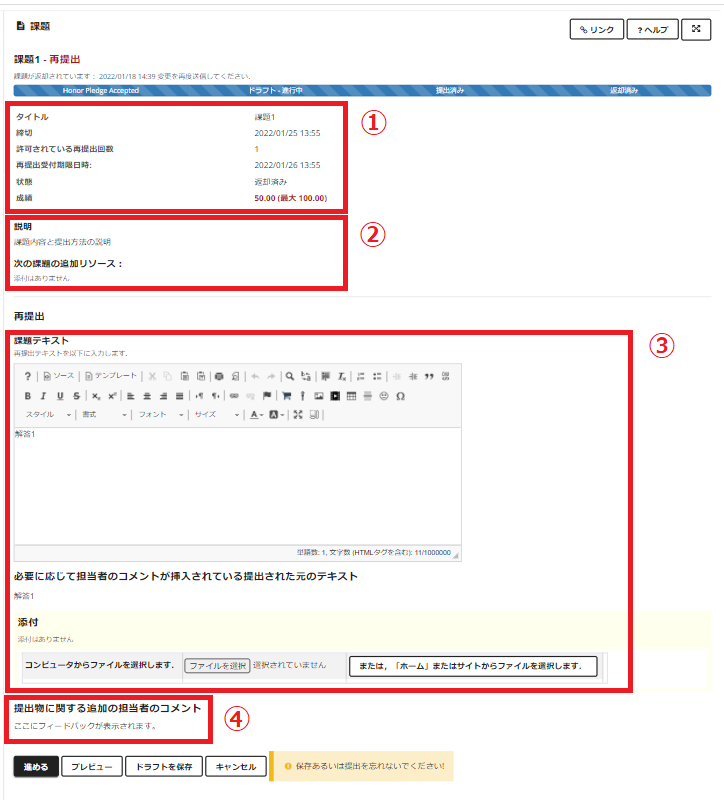 課題
リンク
? ヘルプ
課題1 - 再提出
課題が返却されています： 2022/01/18 14:39 変更を再度送信してください.
Honor Pledge Accepted ドラフト - 進行中 提出済み 返却済み
①
タイトル 課題1
締切 2022/01/25 13:55
許可されている再提出回数 1
再提出受付期限日時: 2022/01/26 13:55
状態 返却済み
成績 50.00 (最大 100.00)
②
説明
課題内容と提出方法の説明
次の課題の追加リソース：
添付はありません
再提出
③
課題テキスト
再提出テキストを以下に入力します.
? ソース テンプレート
B I U S
スタイル 書式 フォント サイズ
解答1
単語数: 1, 文字数 (HTMLタグを含む): 11/1000000
必要に応じて担当者のコメントが挿入されている提出された元のテキスト
解答1
添付
添付はありません
コンピュータからファイルを選択します. ファイルを選択 選択されていません または，「ホーム」またはサイトからファイルを選択します.
④
提出物に関する追加の担当者のコメント
ここにフィードバックが表示されます。
進める プレビュー ドラフトを保存 キャンセル 保存あるいは提出を忘れないでください!